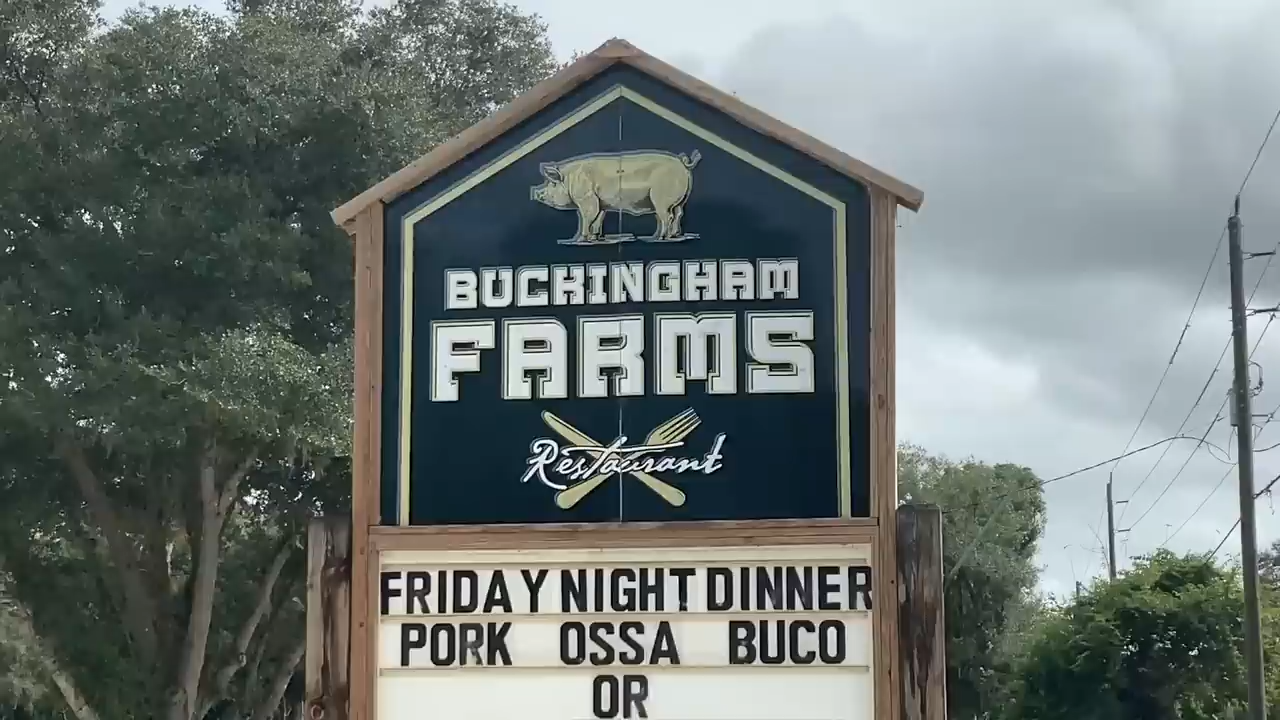 BUCKINGHAM
FARMS
Restaurant
FRIDAY NIGHT DINNER
PORK OSSA BUCO
OR